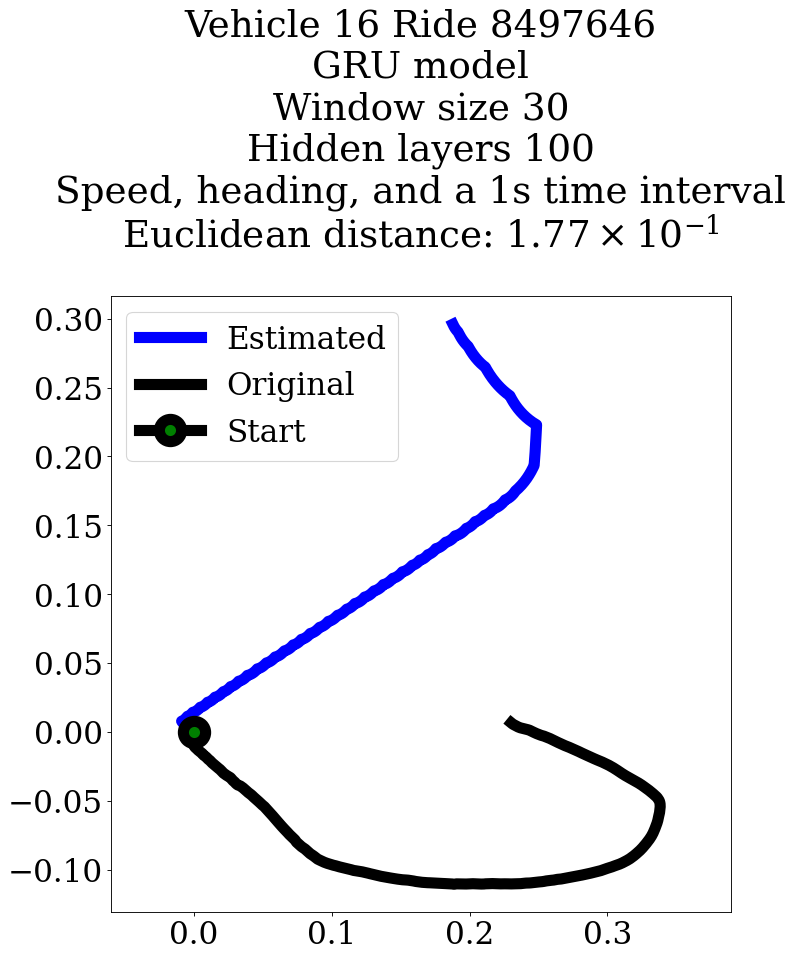 Vehicle 16 Ride 8497646
GRU model
Window size 30
Hidden layers 100
Speed, heading, and a 1s time interval
Euclidean distance: 1.77 × 10⁻¹
Estimated
Original
Start
0.30
0.25
0.20
0.15
0.10
0.05
0.00
−0.05
−0.10
0.0 0.1 0.2 0.3